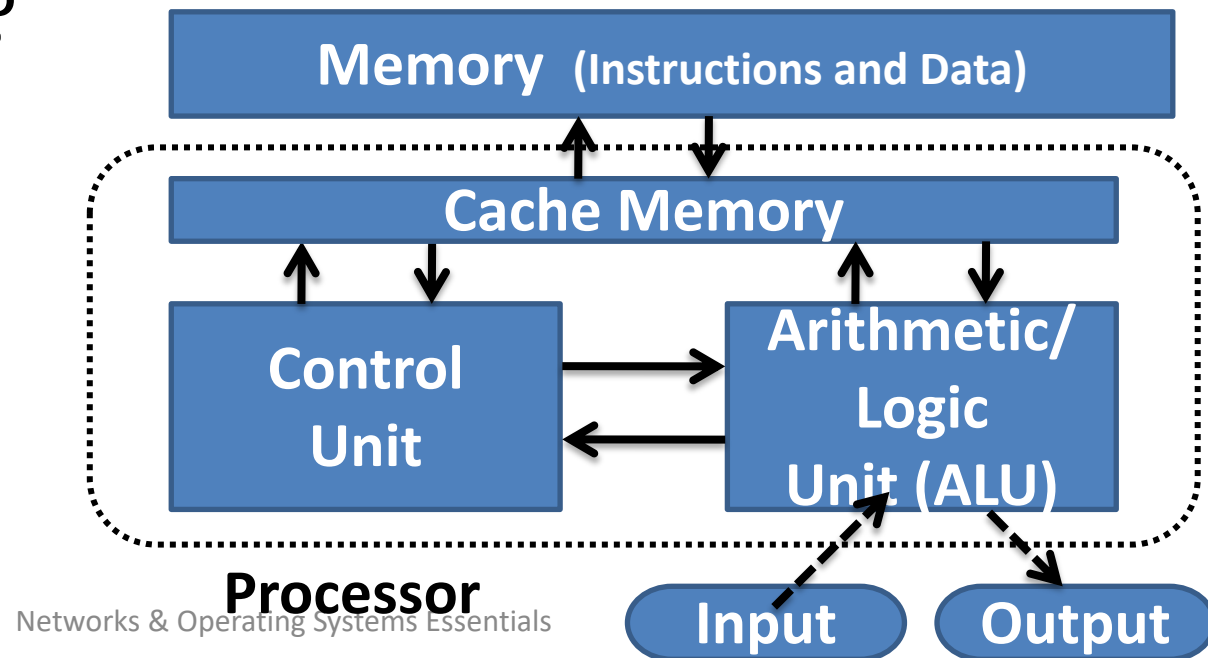 Memory (Instructions and Data)
Cache Memory
Control
Unit
Arithmetic/
Logic
Unit (ALU)
Processor
Networks & Operating Systems Essentials
Input
Output